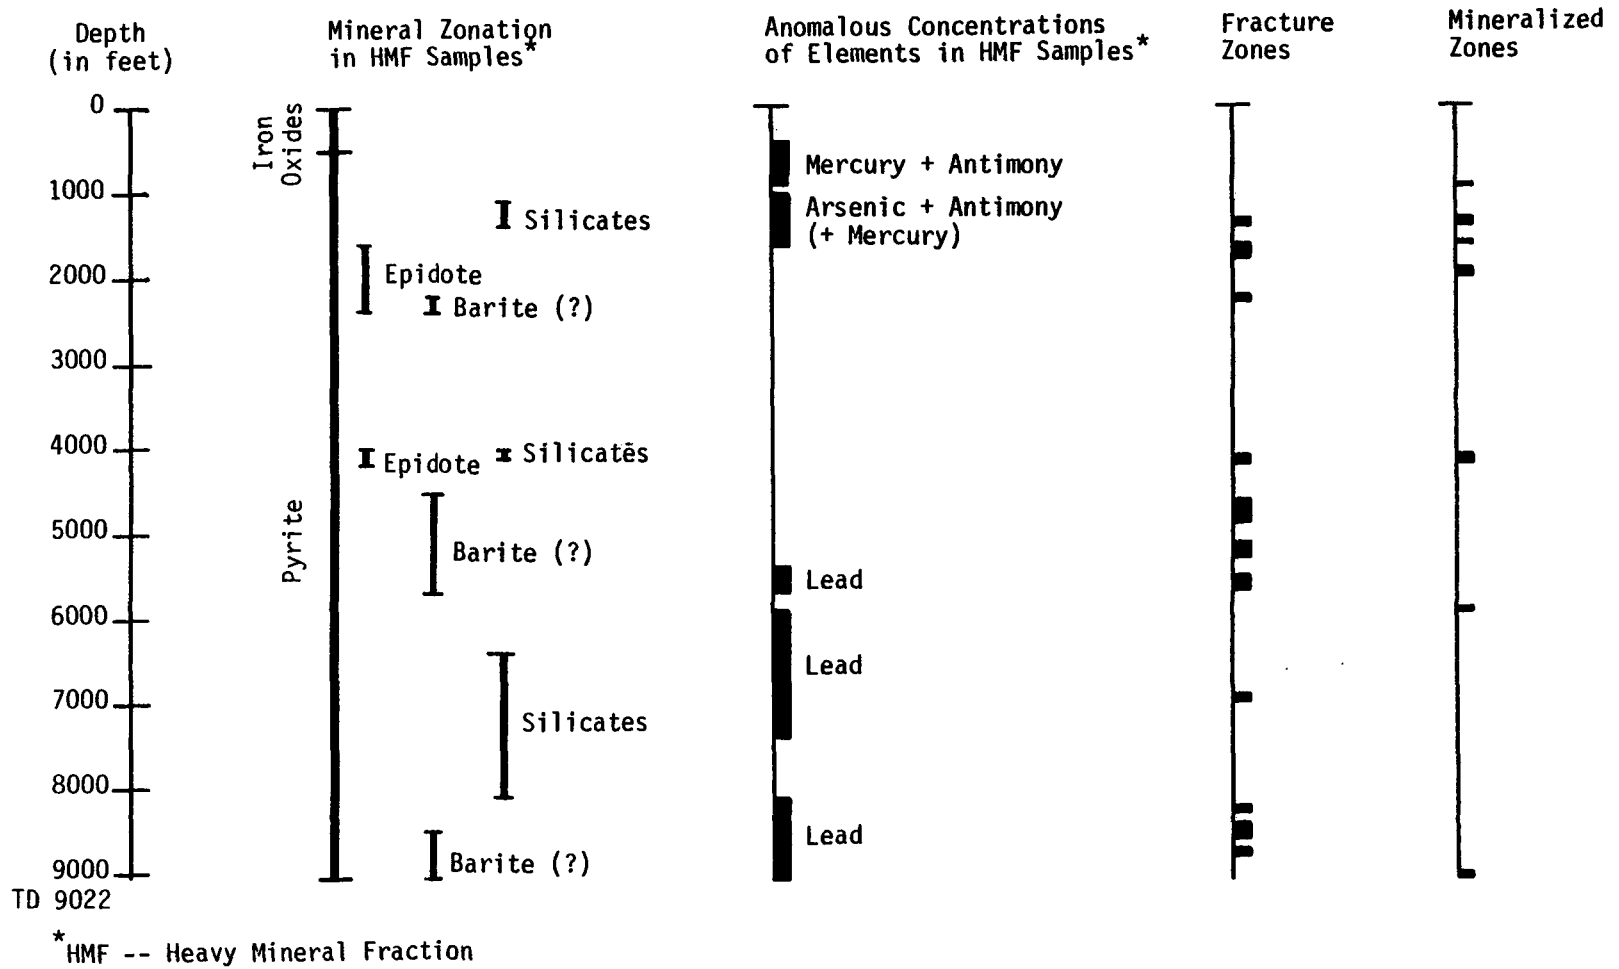 Depth
(in feet)
Mineral Zonation
in HMF Samples*
Anomalous Concentrations
of Elements in HMF Samples*
Fracture
Zones
Mineralized
Zones
0
1000
2000
3000
4000
5000
6000
7000
8000
9000
TD 9022
Iron
Oxides
Pyrite
Silicates
Epidote
Barite (?)
Epidote
Silicates
Barite (?)
Silicates
Barite (?)
Mercury + Antimony
Arsenic + Antimony
(+ Mercury)
Lead
Lead
Lead
*HMF -- Heavy Mineral Fraction